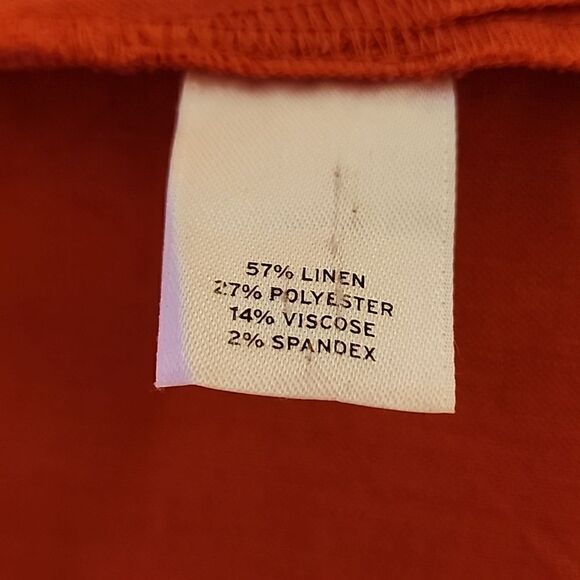 57% LINEN
27% POLYESTER
14% VISCOSE
2% SPANDEX